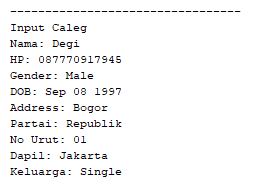 ---------------------------------
Input Caleg
Nama: Degi
HP: 087770917945
Gender: Male
DOB: Sep 08 1997
Address: Bogor
Partai: Republik
No Urut: 01
Dapil: Jakarta
Keluarga: Single